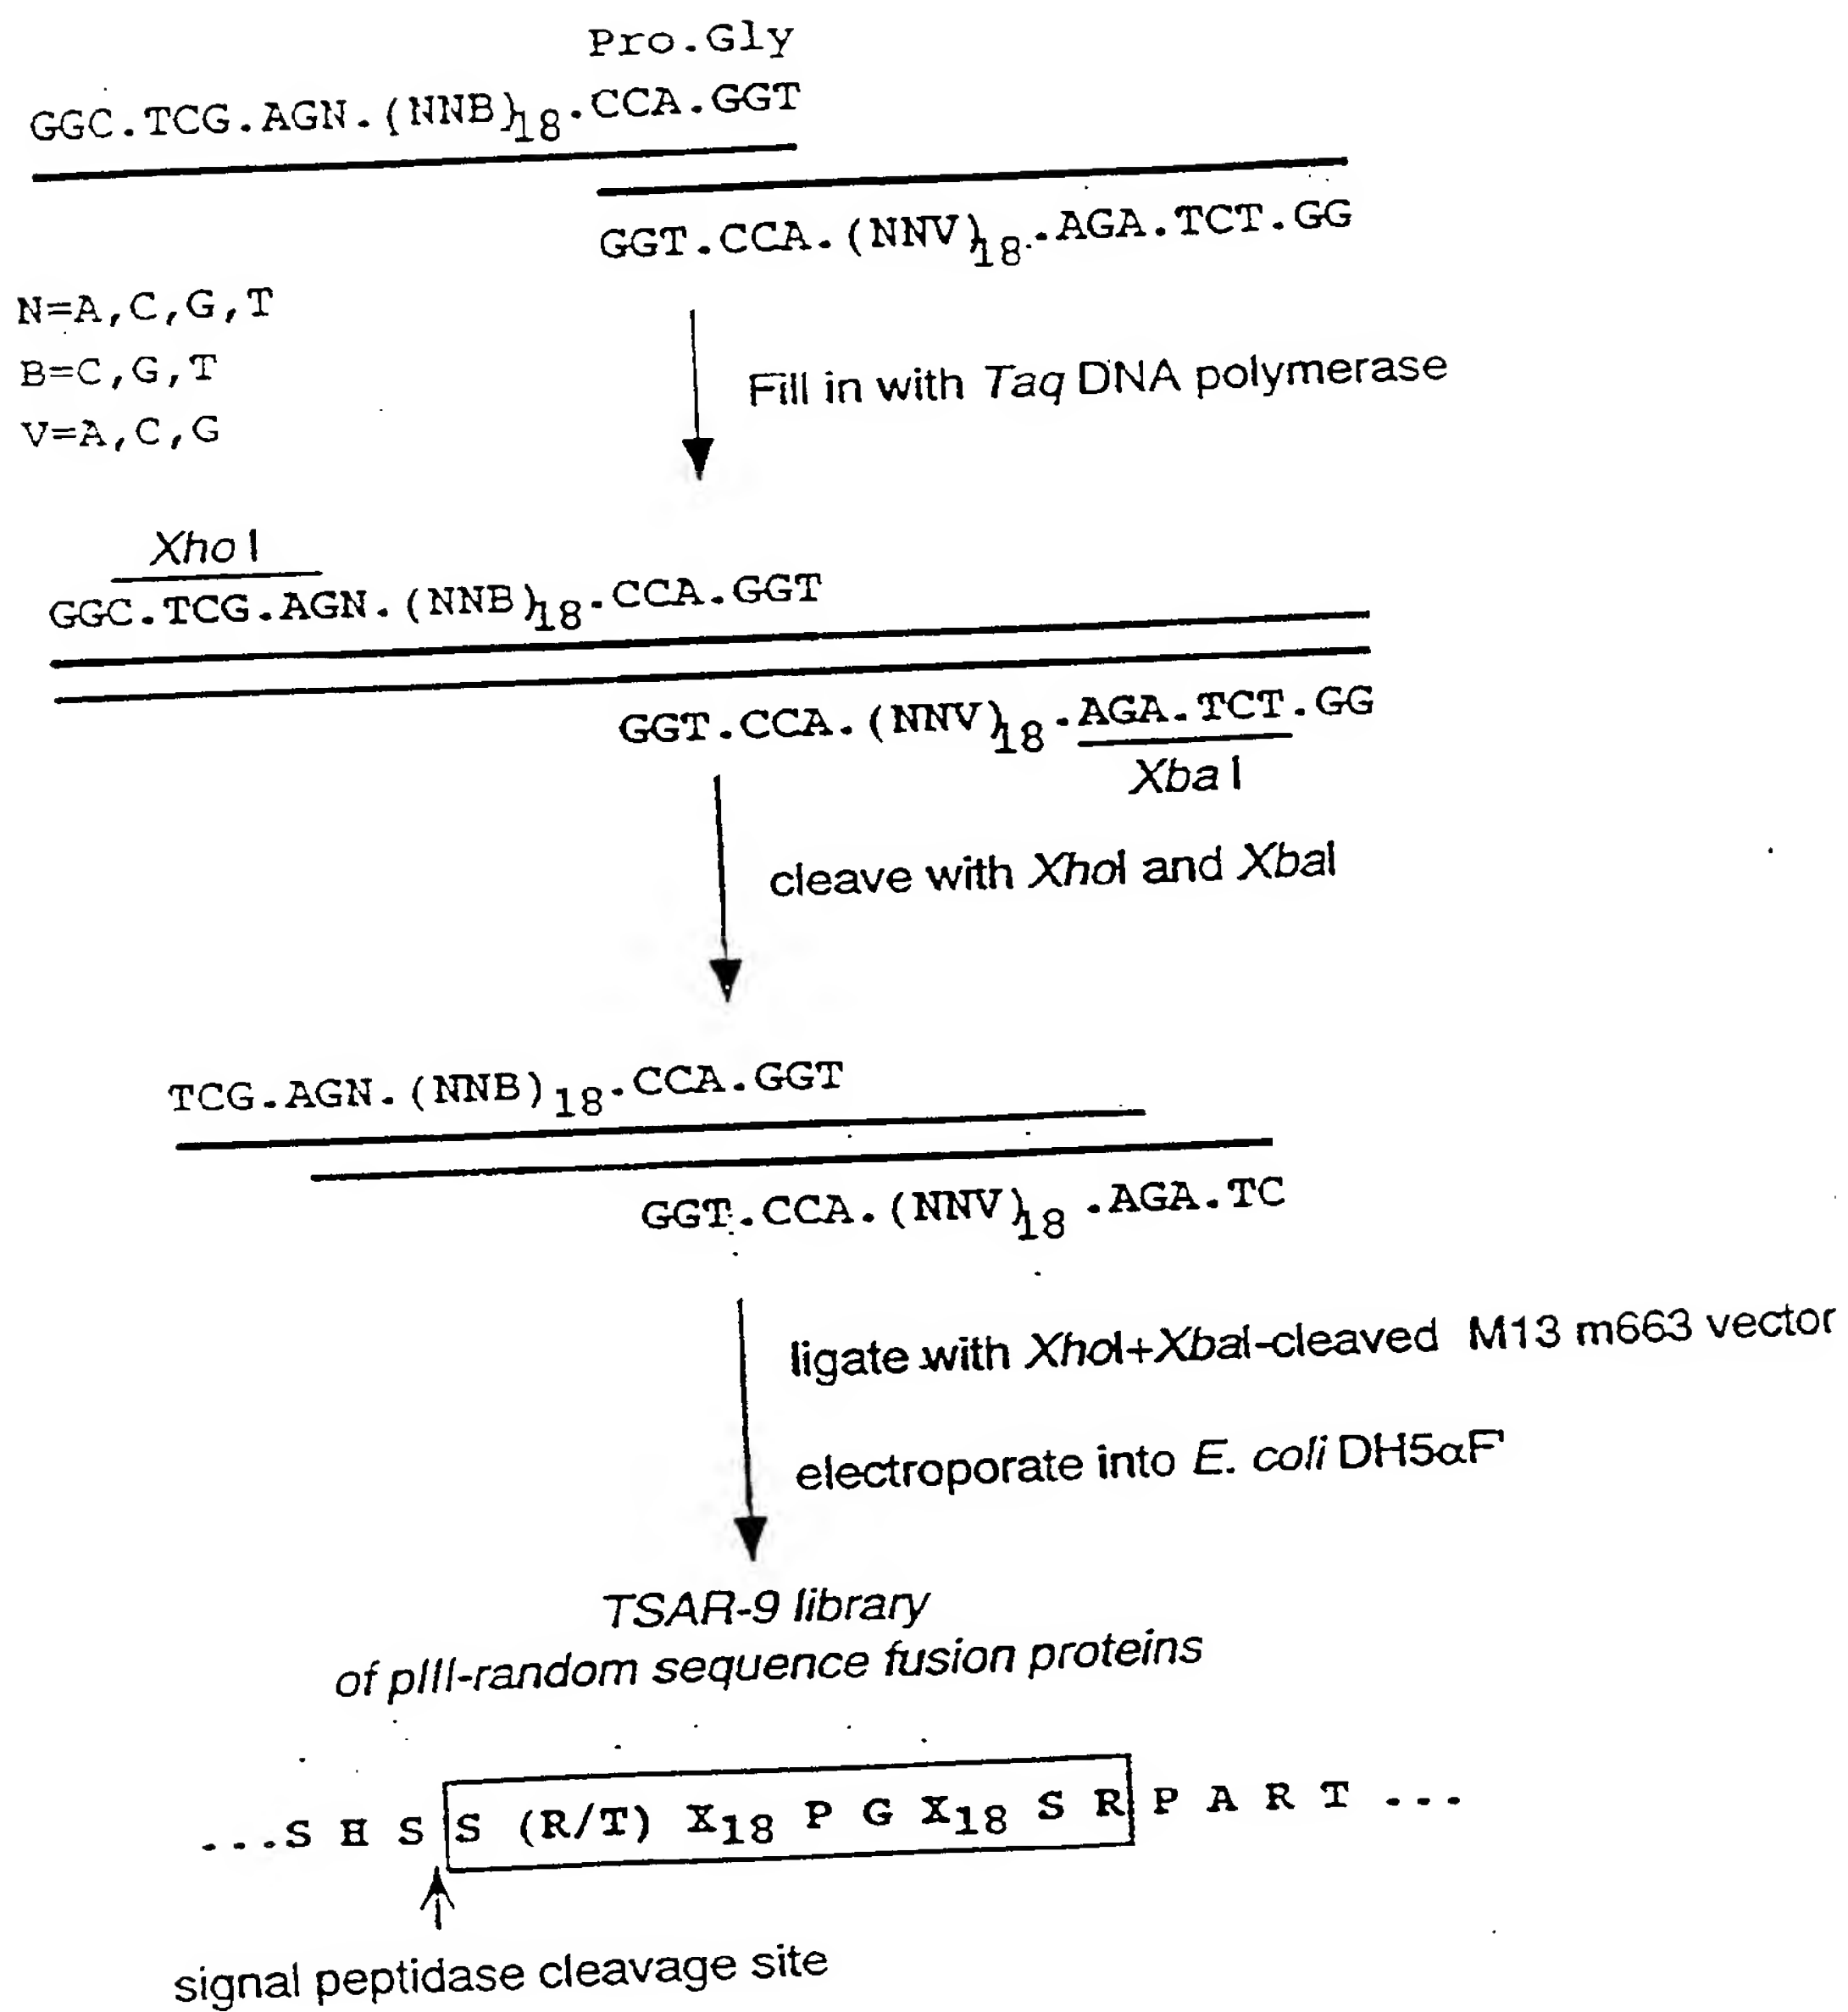 Pro.Gly
GGC.TCG.AGN.(NNB)18.CCA.GGT
GGT.CCA.(NNV)18.AGA.TCT.GG
N=A,C,G,T
B=C,G,T
V=A,C,G
Fill in with Taq DNA polymerase
Xho I
GGC.TCG.AGN.(NNB)18.CCA.GGT
GGT.CCA.(NNV)18.AGA.TCT.GG
Xba I
cleave with XhoI and XbaI
TCG.AGN.(NNB)18.CCA.GGT
GGT.CCA.(NNV)18.AGA.TC
ligate with XhoI+XbaI-cleaved M13 m663 vector
electroporate into E. coli DH5αF'
TSAR-9 library
of pIII-random sequence fusion proteins
...S H S S (R/T) X18 P G X18 S R P A R T ...
signal peptidase cleavage site